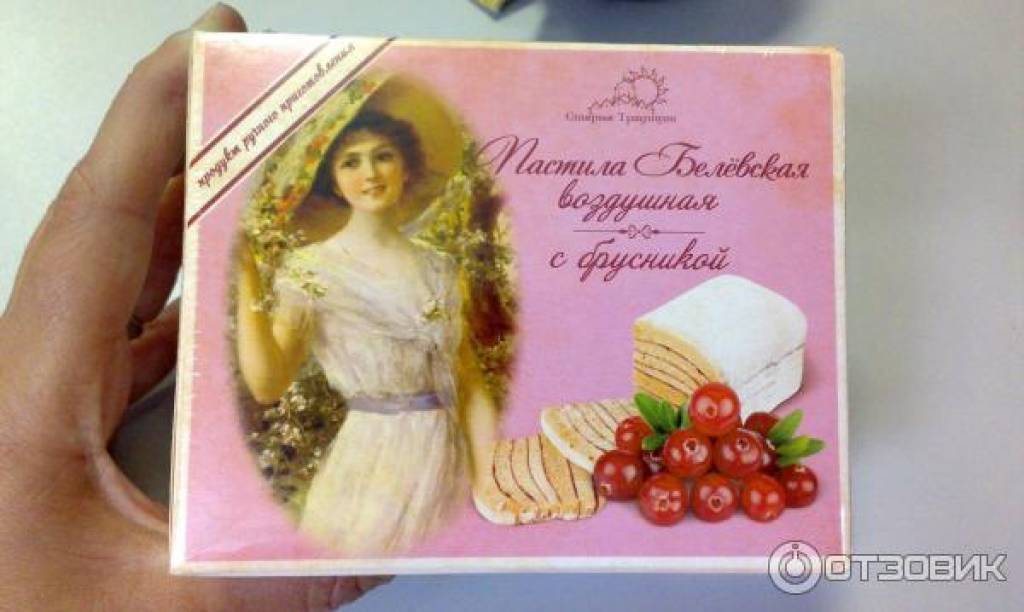 продукт ручного приготовления
Старые Традиции
Пастила Белёвская
воздушная
с брусникой
ОТЗОВИК